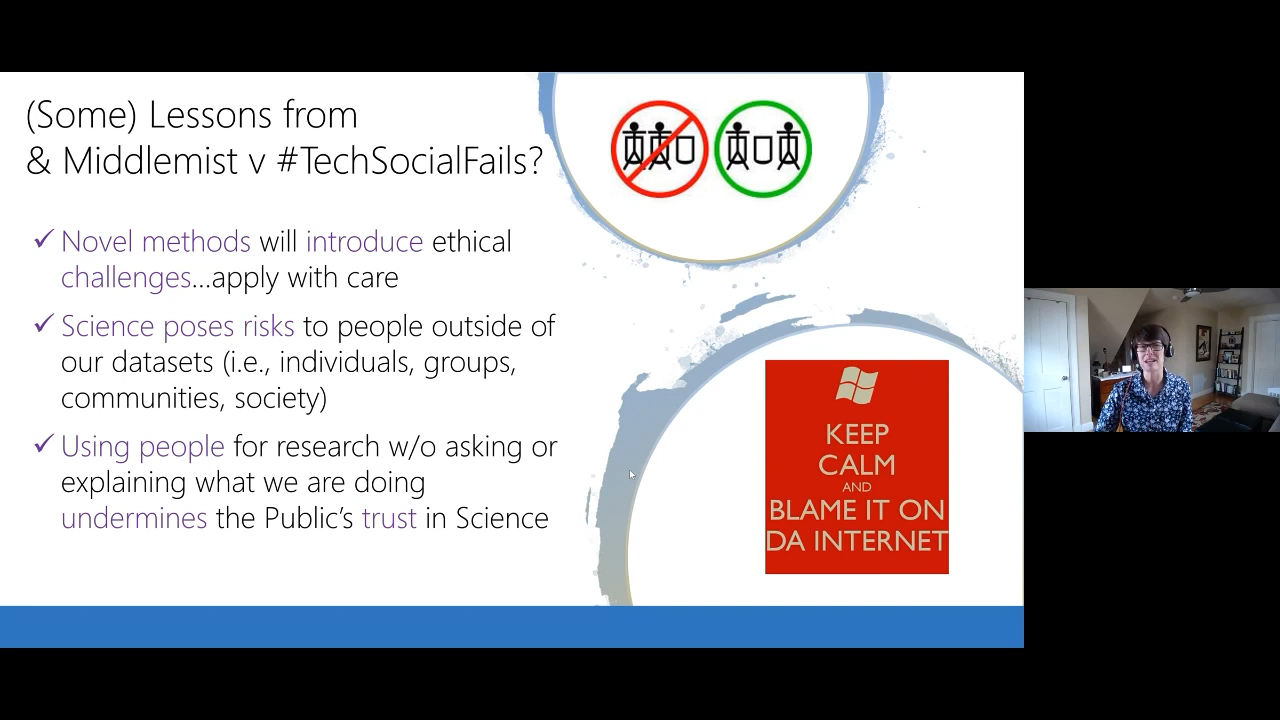 (Some) Lessons from
& Middlemist v #TechSocialFails?
✓ Novel methods will introduce ethical
challenges...apply with care
✓ Science poses risks to people outside of
our datasets (i.e., individuals, groups,
communities, society)
✓ Using people for research w/o asking or
explaining what we are doing
undermines the Public's trust in Science
KEEP
CALM
AND
BLAME IT ON
DA INTERNET